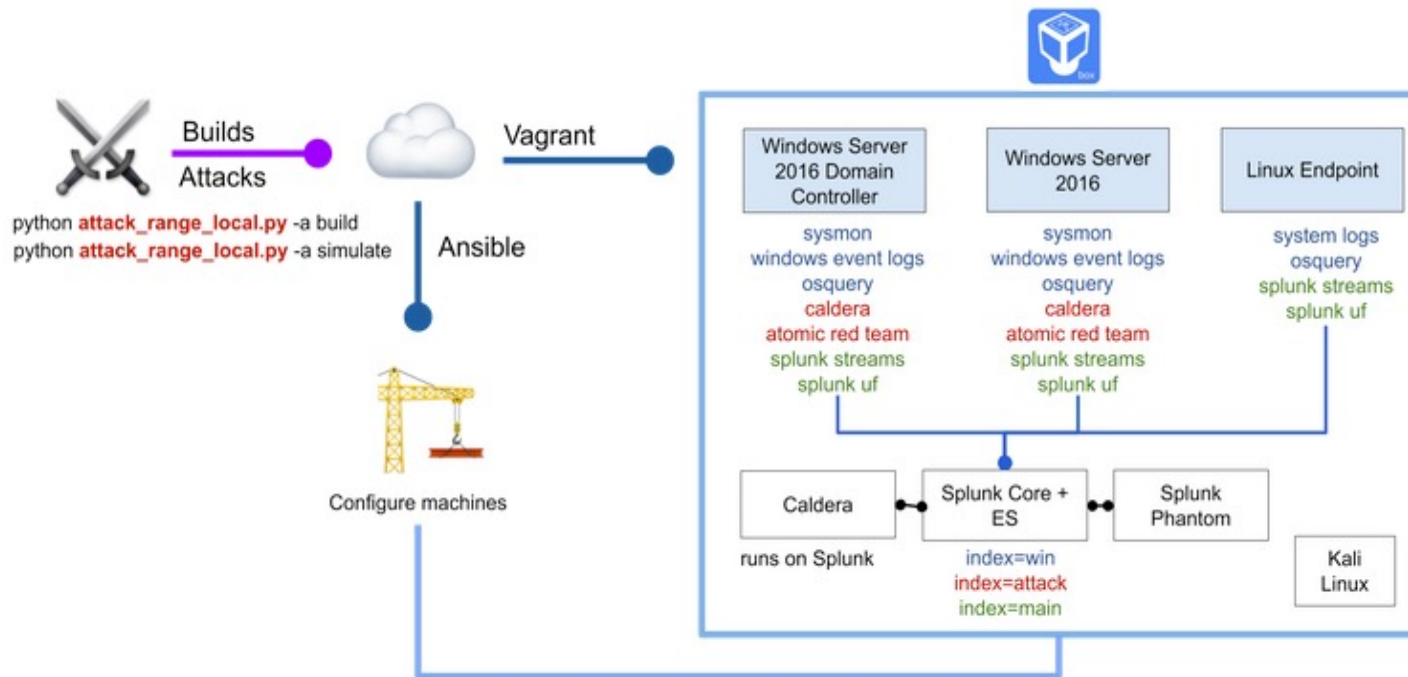 box
Builds
Attacks
python attack_range_local.py -a build
python attack_range_local.py -a simulate
Vagrant
Ansible
Configure machines
Windows Server
2016 Domain
Controller
sysmon
windows event logs
osquery
caldera
atomic red team
splunk streams
splunk uf
Windows Server
2016
sysmon
windows event logs
osquery
caldera
atomic red team
splunk streams
splunk uf
Linux Endpoint
system logs
osquery
splunk streams
splunk uf
Caldera
runs on Splunk
Splunk Core +
ES
index=win
index=attack
index=main
Splunk
Phantom
Kali
Linux